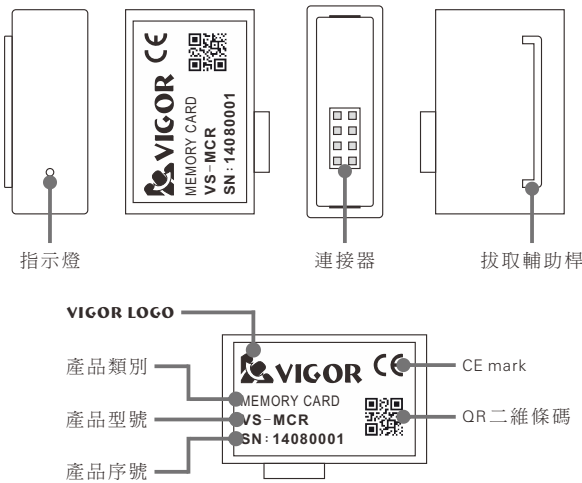 VIGOR CE
MEMORY CARD
VS-MCR
SN:14080001
指示燈
連接器
拔取輔助桿
VIGOR LOGO
VIGOR CE
CE mark
產品類別
MEMORY CARD
產品型號
VS-MCR
QR二維條碼
產品序號
SN:14080001